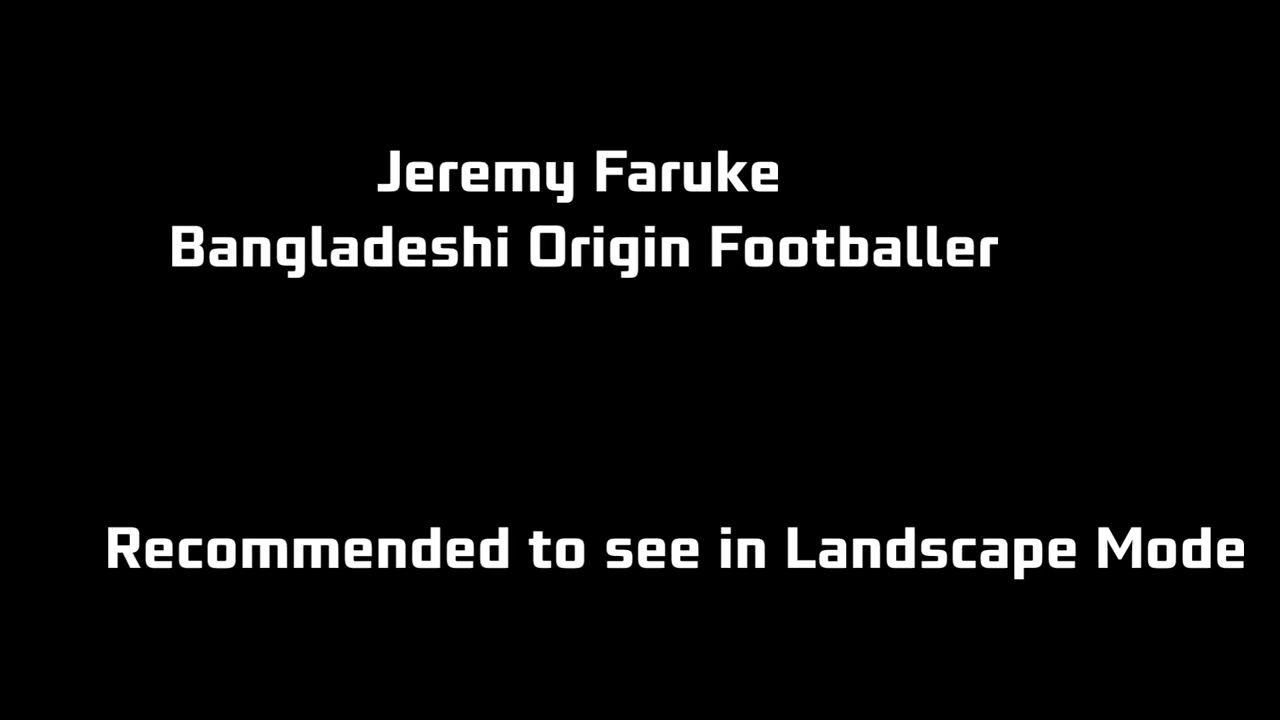 Jeremy Faruke
Bangladeshi Origin Footballer
Recommended to see in Landscape Mode